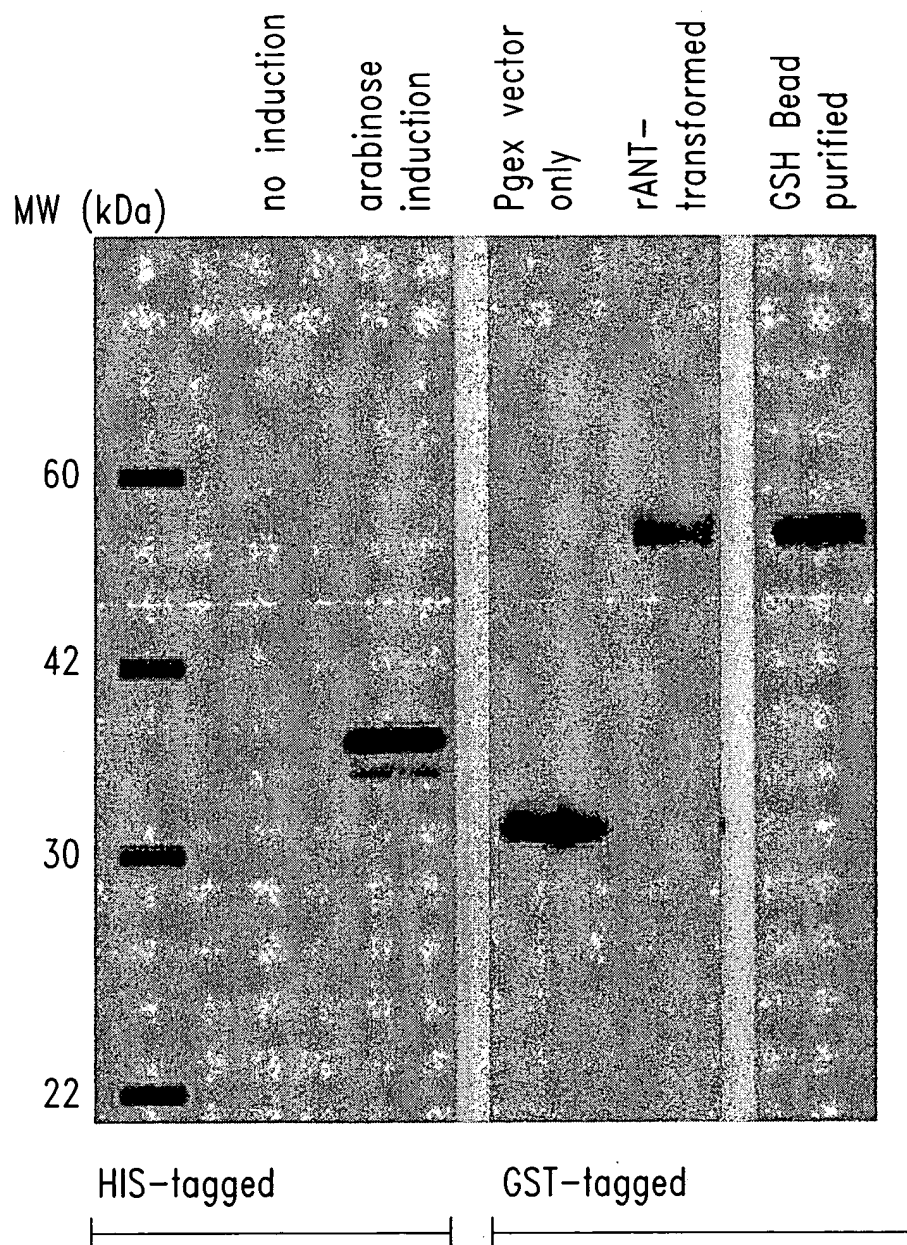 no induction
arabinose
induction
Pgex vector
only
rANT-
transformed
GSH Bead
purified
MW (kDa)
60
42
30
22
HIS-tagged
GST-tagged